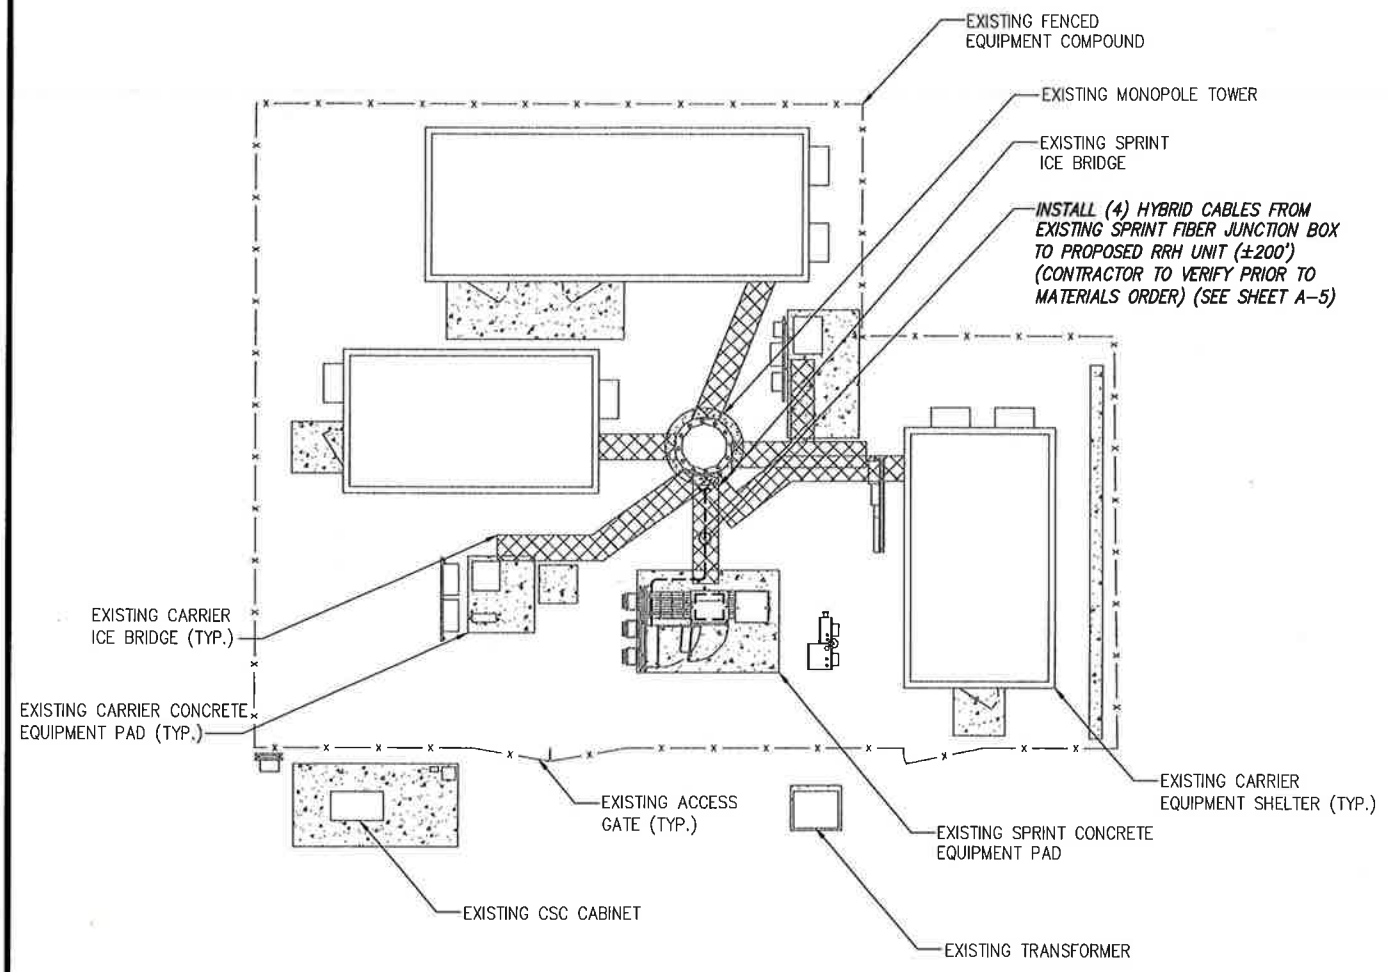 EXISTING FENCED
EQUIPMENT COMPOUND
EXISTING MONOPOLE TOWER
EXISTING SPRINT
ICE BRIDGE
INSTALL (4) HYBRID CABLES FROM
EXISTING SPRINT FIBER JUNCTION BOX
TO PROPOSED RRH UNIT (±200')
(CONTRACTOR TO VERIFY PRIOR TO
MATERIALS ORDER) (SEE SHEET A-5)
EXISTING CARRIER
ICE BRIDGE (TYP.)
EXISTING CARRIER CONCRETE
EQUIPMENT PAD (TYP.)
EXISTING ACCESS
GATE (TYP.)
EXISTING CARRIER
EQUIPMENT SHELTER (TYP.)
EXISTING SPRINT CONCRETE
EQUIPMENT PAD
EXISTING CSC CABINET
EXISTING TRANSFORMER